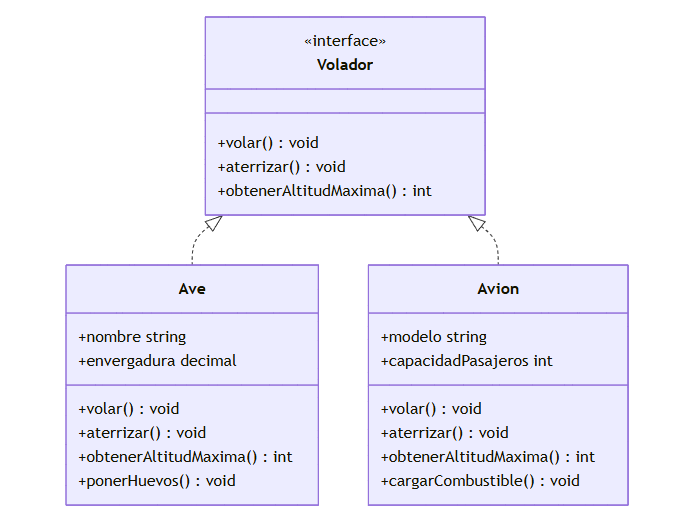 «interface»
Volador
+volar() : void
+aterrizar() : void
+obtenerAltitudMaxima() : int
Ave
+nombre string
+envergadura decimal
+volar() : void
+aterrizar() : void
+obtenerAltitudMaxima() : int
+ponerHuevos() : void
Avion
+modelo string
+capacidadPasajeros int
+volar() : void
+aterrizar() : void
+obtenerAltitudMaxima() : int
+cargarCombustible() : void